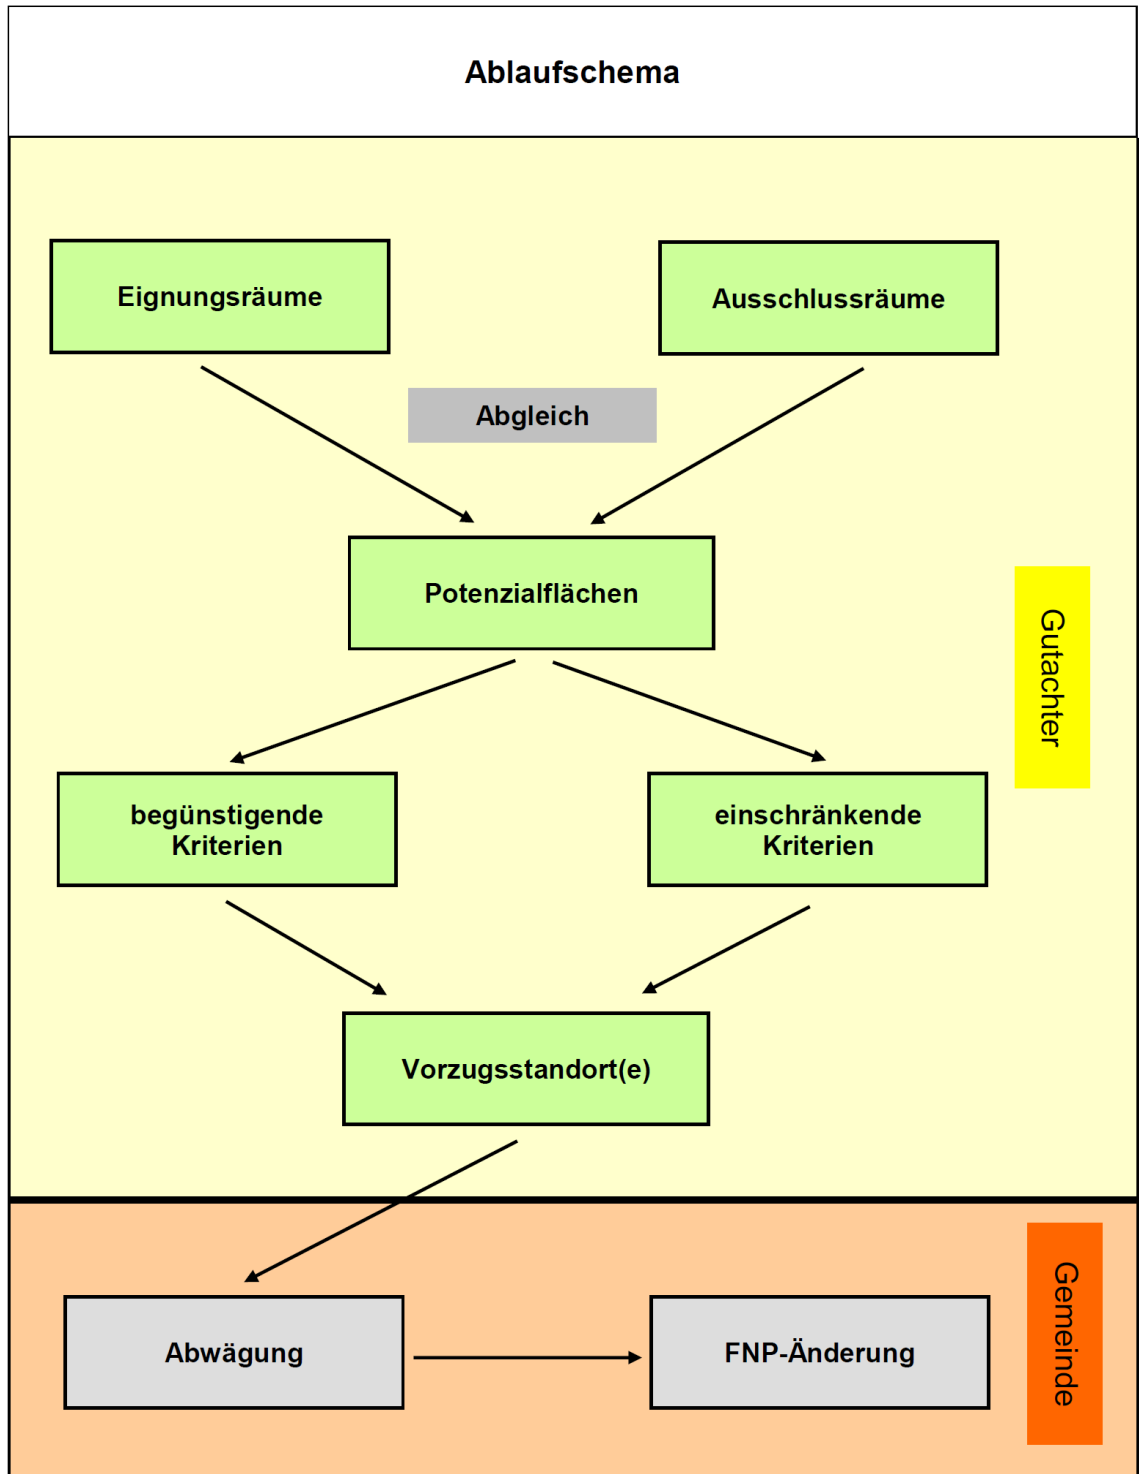 Ablaufschema
Eignungsräume
Ausschlussräume
Abgleich
Potenzialflächen
Gutachter
begünstigende
Kriterien
einschränkende
Kriterien
Vorzugsstandort(e)
Abwägung
FNP-Änderung
Gemeinde